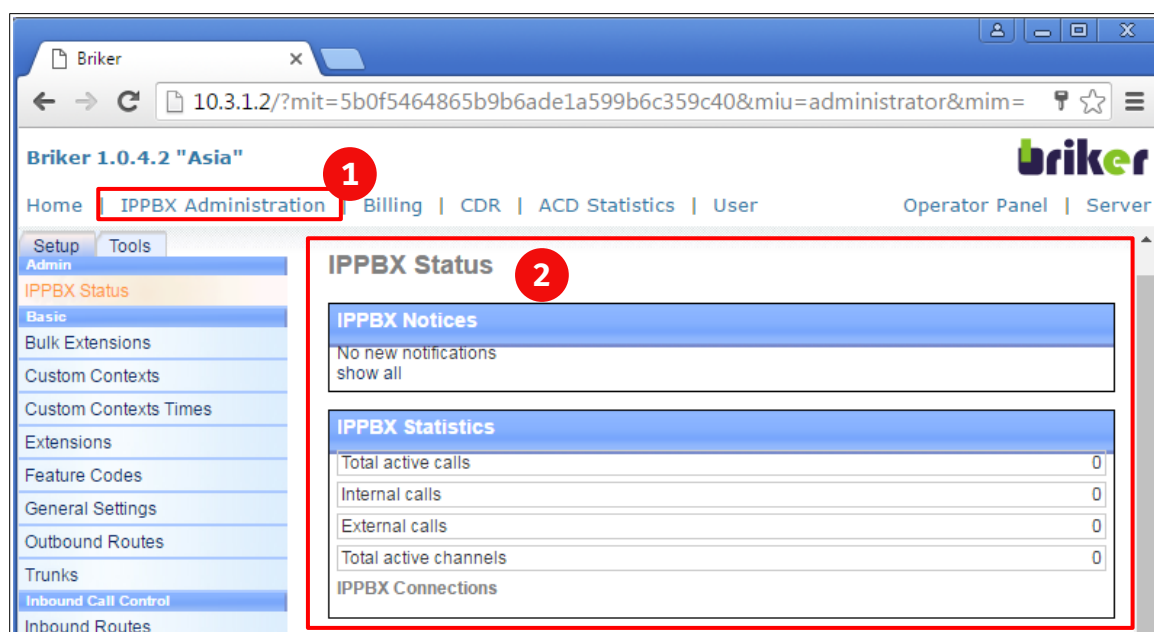 Briker
10.3.1.2/?mit=5b0f5464865b9b6ade1a599b6c359c40&miu=administrator&mim=
Briker 1.0.4.2 "Asia"
briker
1
Home | IPPBX Administration | Billing | CDR | ACD Statistics | User Operator Panel | Server
Setup Tools
Admin
IPPBX Status
Basic
Bulk Extensions
Custom Contexts
Custom Contexts Times
Extensions
Feature Codes
General Settings
Outbound Routes
Trunks
Inbound Call Control
Inbound Routes
IPPBX Status
2
IPPBX Notices
No new notifications
show all
IPPBX Statistics
Total active calls 0
Internal calls 0
External calls 0
Total active channels 0
IPPBX Connections